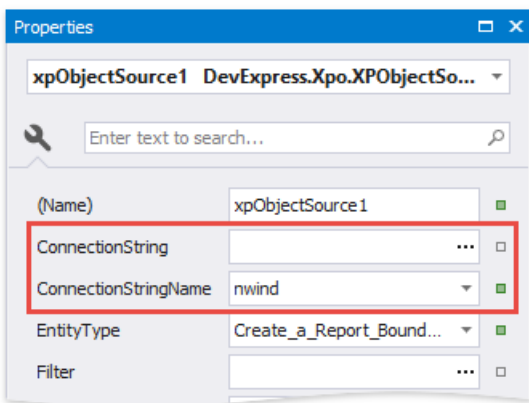 Properties
xpObjectSource1 DevExpress.Xpo.XPObjectSo...
Enter text to search...
(Name) xpObjectSource1
ConnectionString
ConnectionStringName nwind
EntityType Create_a_Report_Bound...
Filter